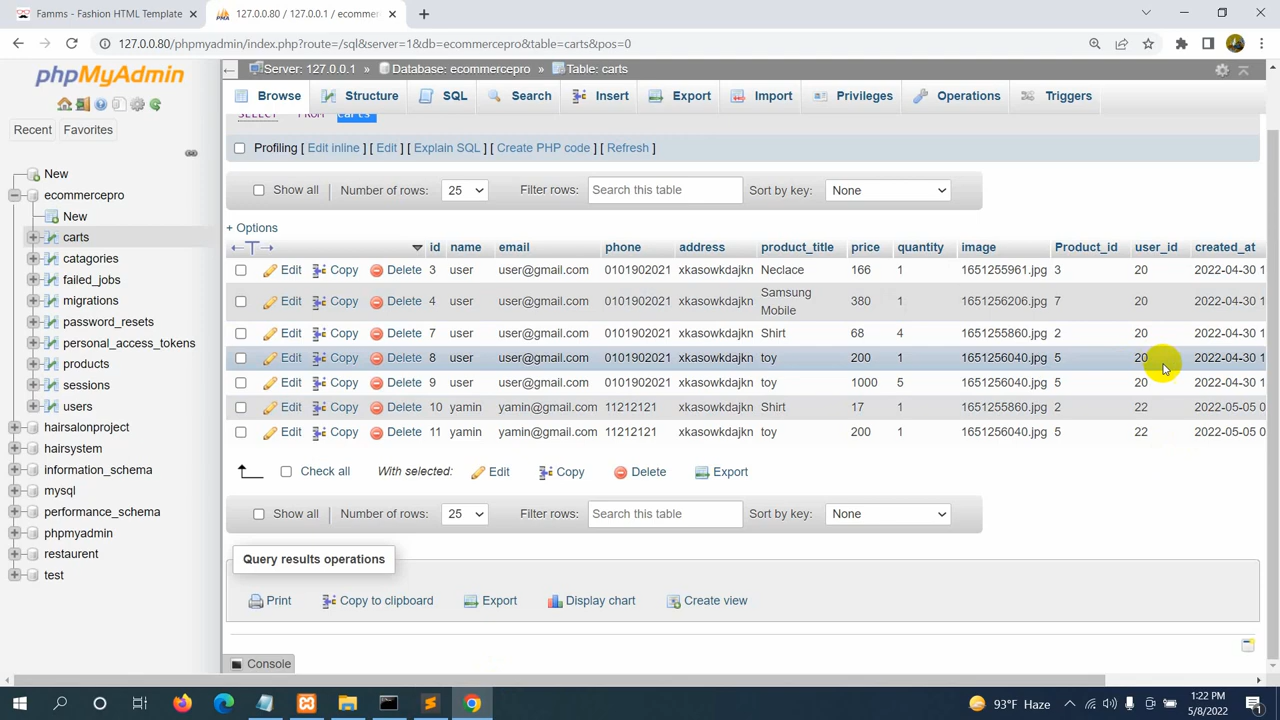 Famms - Fashion HTML Template
127.0.0.80 / 127.0.0.1 / ecommer
127.0.0.80/phpmyadmin/index.php?route=/sql&server=1&db=ecommercepro&table=carts&pos=0
phpMyAdmin
Recent
Favorites
New
ecommercepro
New
carts
catagories
failed_jobs
migrations
password_resets
personal_access_tokens
products
sessions
users
hairsalonproject
hairsystem
information_schema
mysql
performance_schema
phpmyadmin
restaurent
test
Server: 127.0.0.1 » Database: ecommercepro » Table: carts
Browse Structure SQL Search Insert Export Import Privileges Operations Triggers
SELECT * FROM `carts`
Profiling [ Edit inline ] [ Edit ] [ Explain SQL ] [ Create PHP code ] [ Refresh ]
Show all Number of rows: 25 Filter rows: Search this table Sort by key: None
+ Options
id name email phone address product_title price quantity image Product_id user_id created_at
Edit Copy Delete 3 user user@gmail.com 0101902021 xkasowkdajkn Neclace 166 1 1651255961.jpg 3 20 2022-04-30 1
Edit Copy Delete 4 user user@gmail.com 0101902021 xkasowkdajkn Samsung Mobile 380 1 1651256206.jpg 7 20 2022-04-30 1
Edit Copy Delete 7 user user@gmail.com 0101902021 xkasowkdajkn Shirt 68 4 1651255860.jpg 2 20 2022-04-30 1
Edit Copy Delete 8 user user@gmail.com 0101902021 xkasowkdajkn toy 200 1 1651256040.jpg 5 20 2022-04-30 1
Edit Copy Delete 9 user user@gmail.com 0101902021 xkasowkdajkn toy 1000 5 1651256040.jpg 5 20 2022-04-30 1
Edit Copy Delete 10 yamin yamin@gmail.com 11212121 xkasowkdajkn Shirt 17 1 1651255860.jpg 2 22 2022-05-05 0
Edit Copy Delete 11 yamin yamin@gmail.com 11212121 xkasowkdajkn toy 200 1 1651256040.jpg 5 22 2022-05-05 0
Check all With selected: Edit Copy Delete Export
Show all Number of rows: 25 Filter rows: Search this table Sort by key: None
Query results operations
Print Copy to clipboard Export Display chart Create view
Console
93°F Haze
1:22 PM
5/8/2022